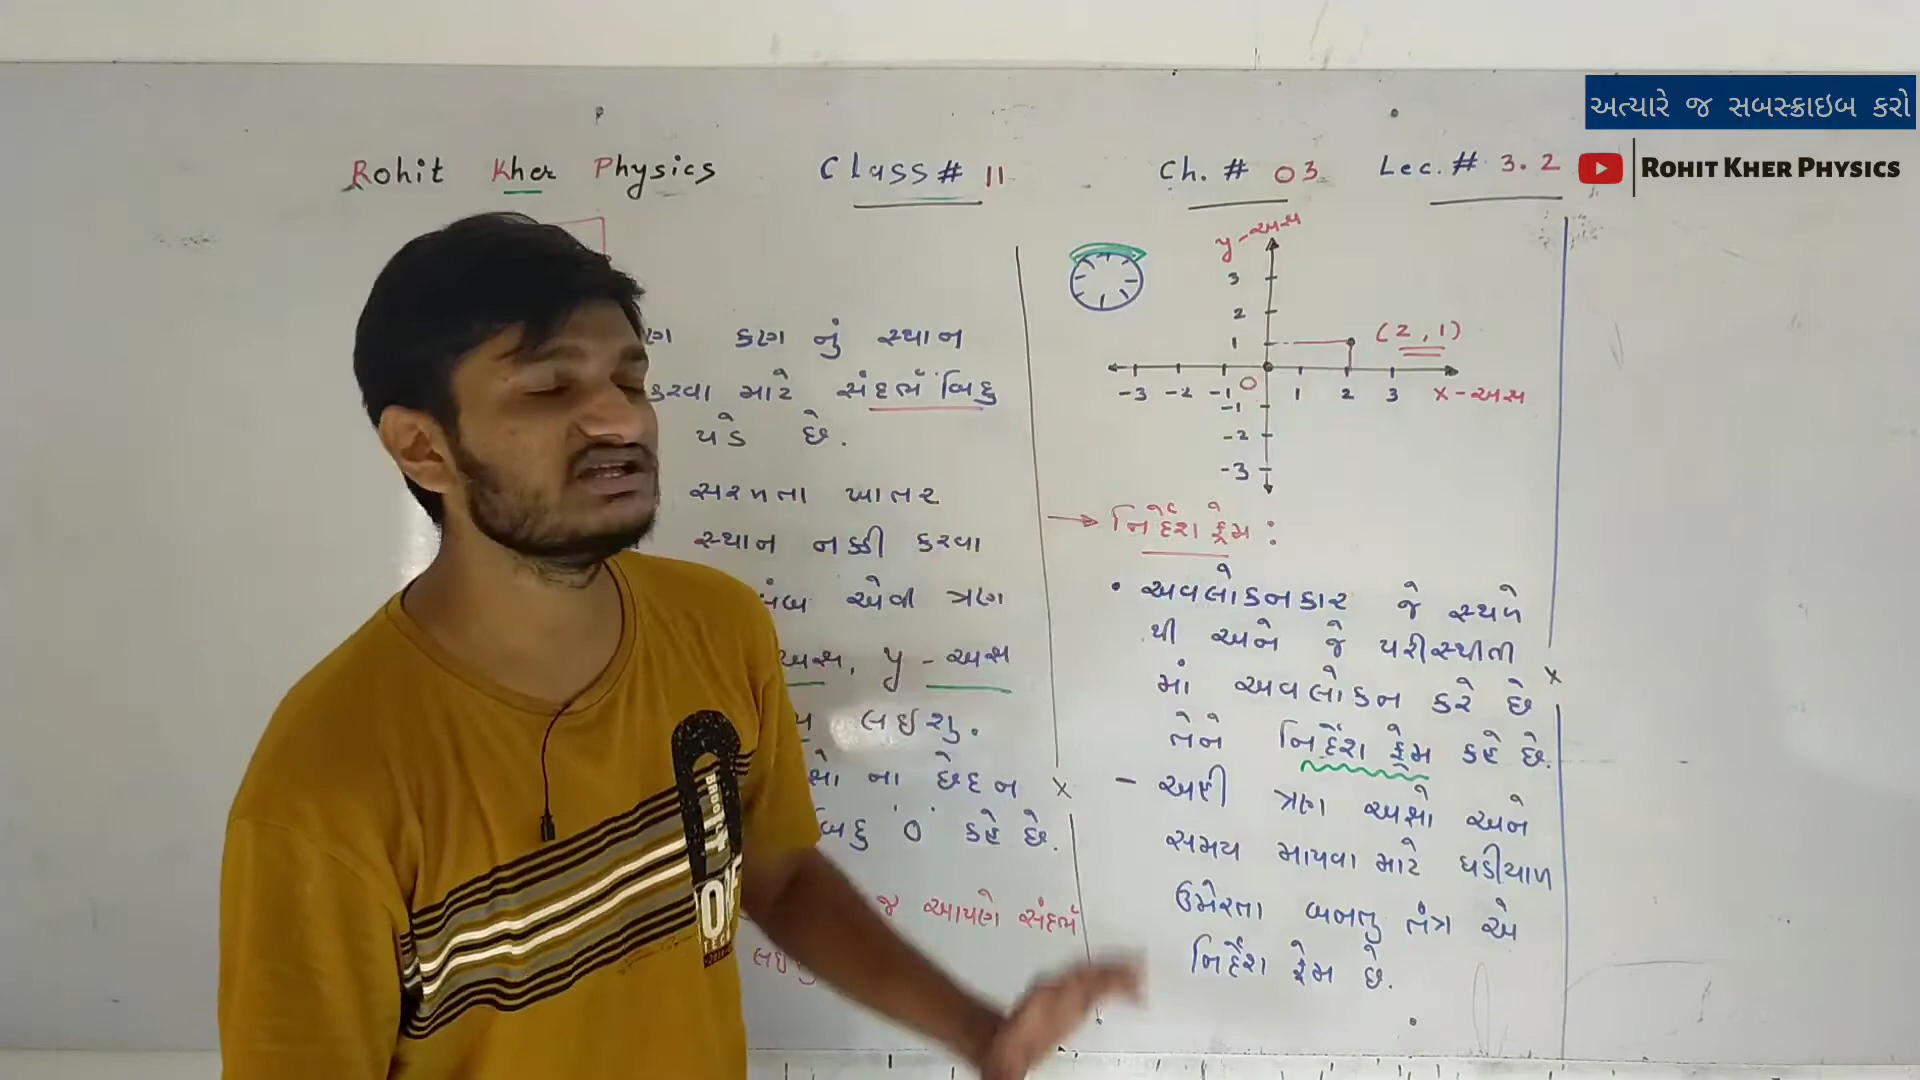 અત્યારે જ સબસ્ક્રાઇબ કરો
ROHIT KHER PHYSICS
Rohit Kher Physics Class # 11 Ch. # 03 Lec. # 3.2
કણ નું સ્થાન
કરવા માટે સંદર્ભ બિંદુ
પડે છે.
સરળતા ખાતર
સ્થાન નક્કી કરવા
લંબ એવી ત્રણ
અક્ષ, y - અક્ષ
લઈશુ.
ના છેદન
બિંદુ 'O' કહે છે.
જ આપણે સંદર્ભ
y - અક્ષ
3
2
1
(2, 1)
O
-3 -2 -1 1 2 3 x - અક્ષ
-1
-2
-3
નિર્દેશ ફ્રેમ :
• અવલોકનકાર જે સ્થળે
થી અને જે પરીસ્થીતી
માં અવલોકન કરે છે
તેને નિર્દેશ ફ્રેમ કહે છે.
- અહી ત્રણ અક્ષો અને
સમય માપવા માટે ઘડીયાળ
ઉમેરતા બનતુ તંત્ર એ
નિર્દેશ ફ્રેમ છે.